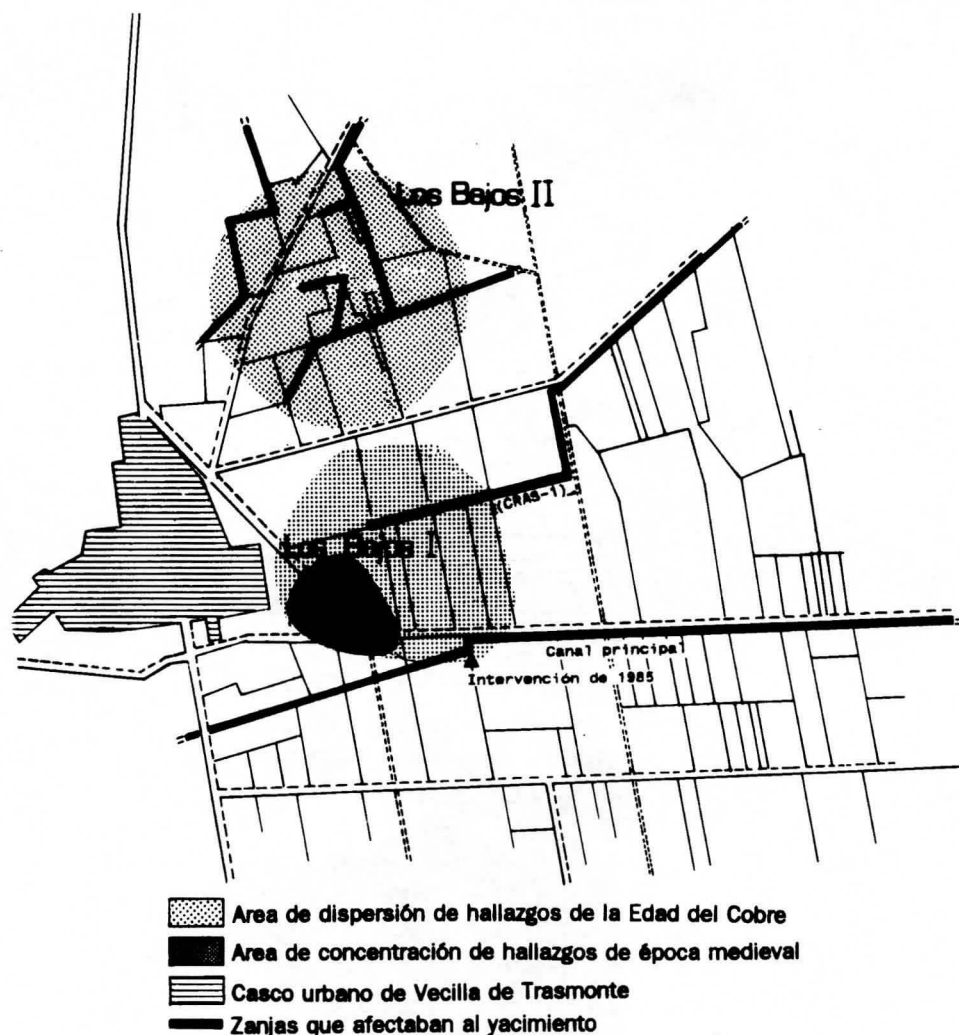 Los Bajos II
(CRAS-1)
Los Bajos I
Canal principal
Intervención de 1985
Area de dispersión de hallazgos de la Edad del Cobre
Area de concentración de hallazgos de época medieval
Casco urbano de Vecilla de Trasmonte
Zanjas que afectaban al yacimiento